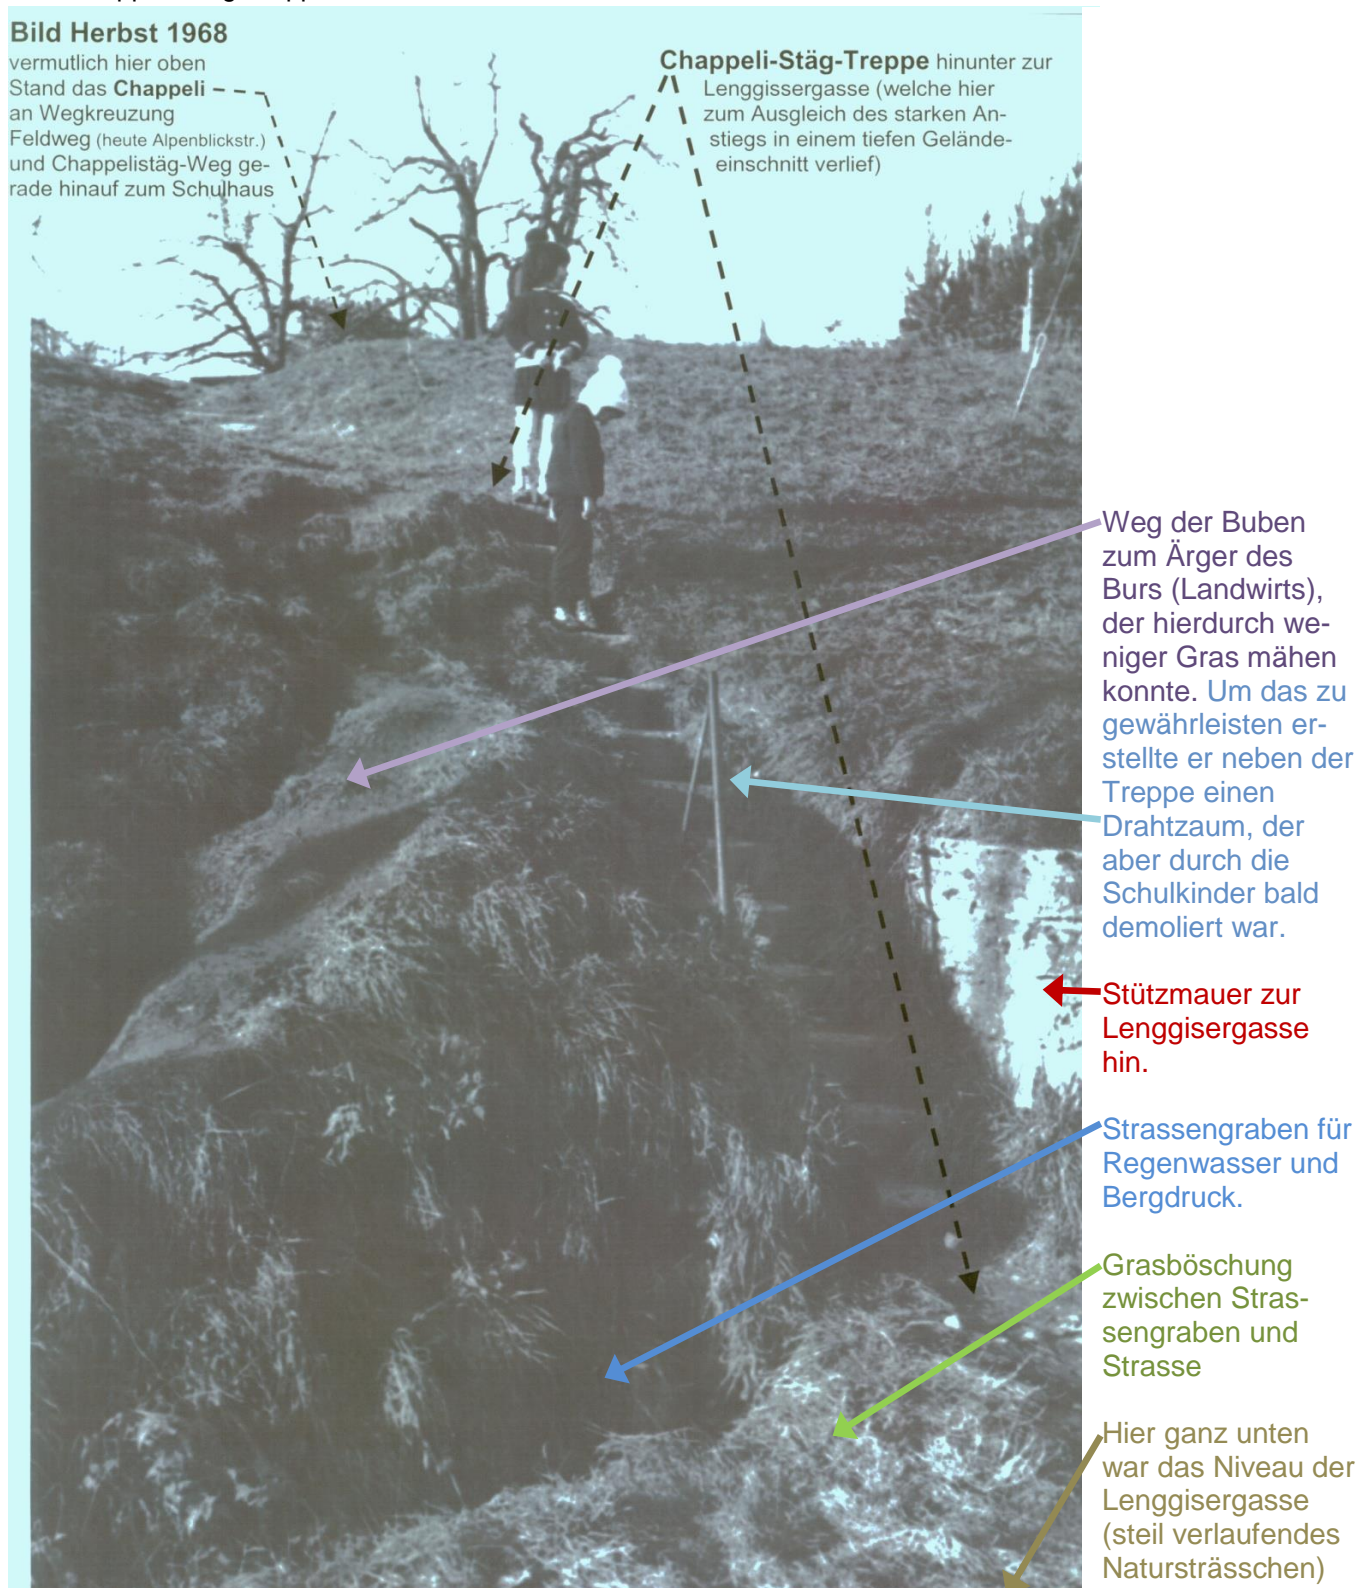 Bild Herbst 1968
vermutlich hier oben
Stand das Chappeli
an Wegkreuzung
Feldweg (heute Alpenblickstr.)
und Chappelistäg-Weg ge-
rade hinauf zum Schulhaus
Chappeli-Stäg-Treppe hinunter zur
Lenggissergasse (welche hier
zum Ausgleich des starken An-
stiegs in einem tiefen Gelände-
einschnitt verlief)
Weg der Buben
zum Ärger des
Burs (Landwirts),
der hierdurch we-
niger Gras mähen
konnte. Um das zu
gewährleisten er-
stellte er neben der
Treppe einen
Drahtzaum, der
aber durch die
Schulkinder bald
demoliert war.
Stützmauer zur
Lenggisergasse
hin.
Strassengraben für
Regenwasser und
Bergdruck.
Grasböschung
zwischen Stras-
sengraben und
Strasse
Hier ganz unten
war das Niveau der
Lenggisergasse
(steil verlaufendes
Natursträsschen)